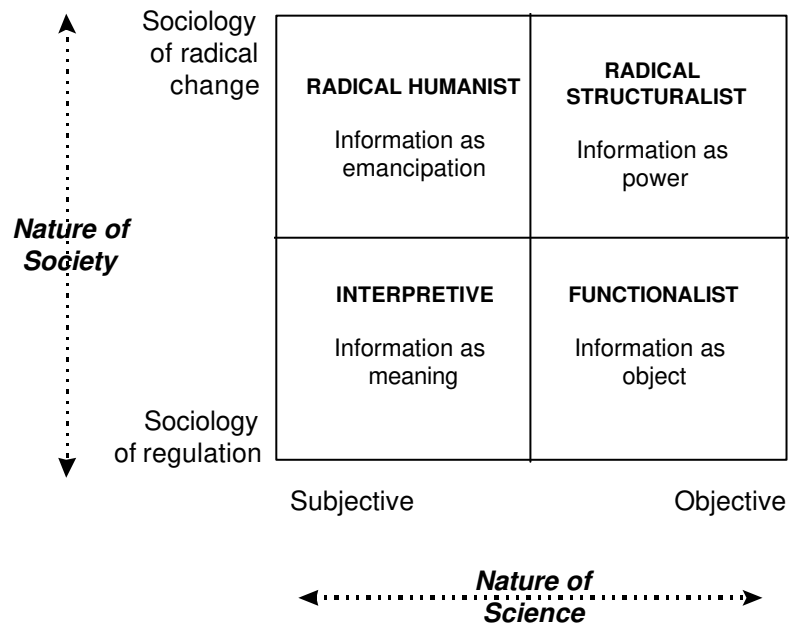 Sociology
of radical
change
RADICAL HUMANIST
Information as
emancipation
RADICAL
STRUCTURALIST
Information as
power
Nature of
Society
INTERPRETIVE
Information as
meaning
FUNCTIONALIST
Information as
object
Sociology
of regulation
Subjective
Objective
Nature of
Science